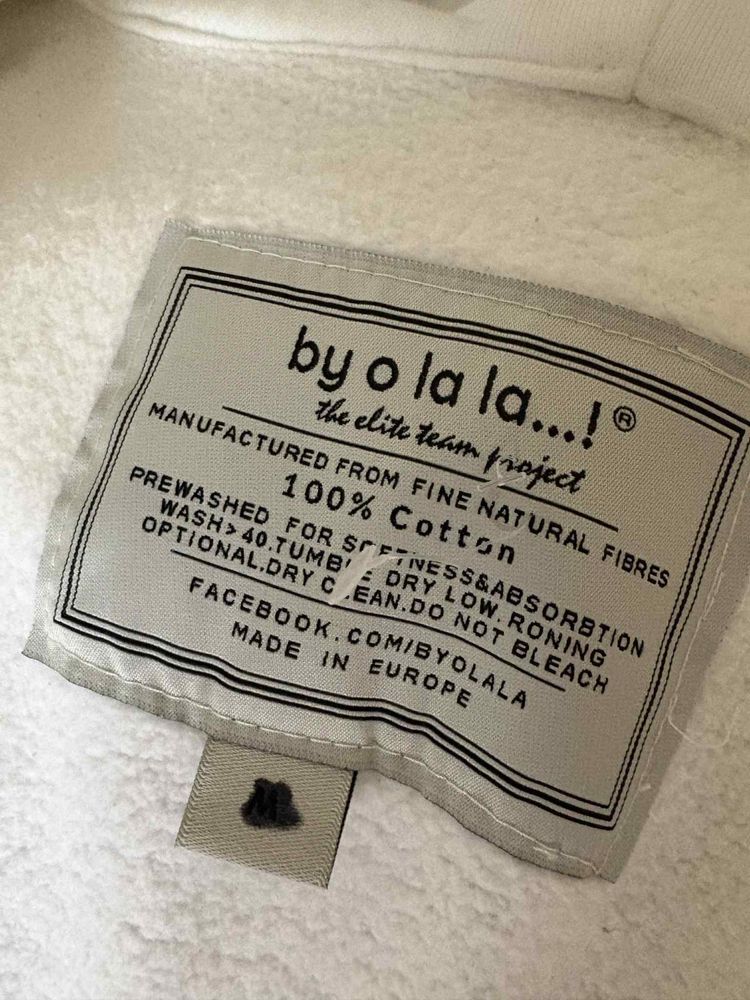 by o la la...!®
the elite team project
MANUFACTURED FROM FINE NATURAL FIBRES
100% Cotton
PREWASHED FOR SOFTNESS&ABSORBTION
WASH>40.TUMBLE DRY LOW.RONING
OPTIONAL.DRY CLEAN.DO NOT BLEACH
FACEBOOK.COM/BYOLALA
MADE IN EUROPE
M